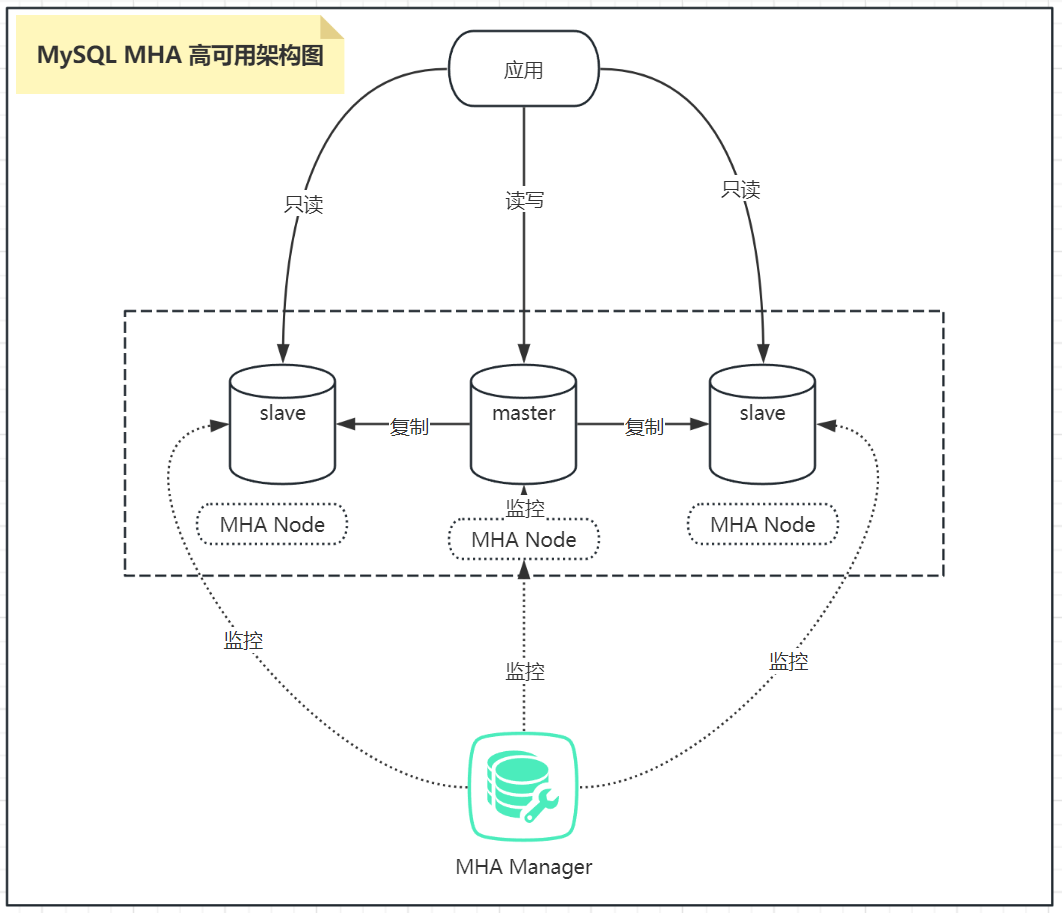 MySQL MHA 高可用架构图
应用
只读
读写
只读
slave
master
slave
复制
复制
监控
MHA Node
MHA Node
MHA Node
监控
监控
监控
MHA Manager